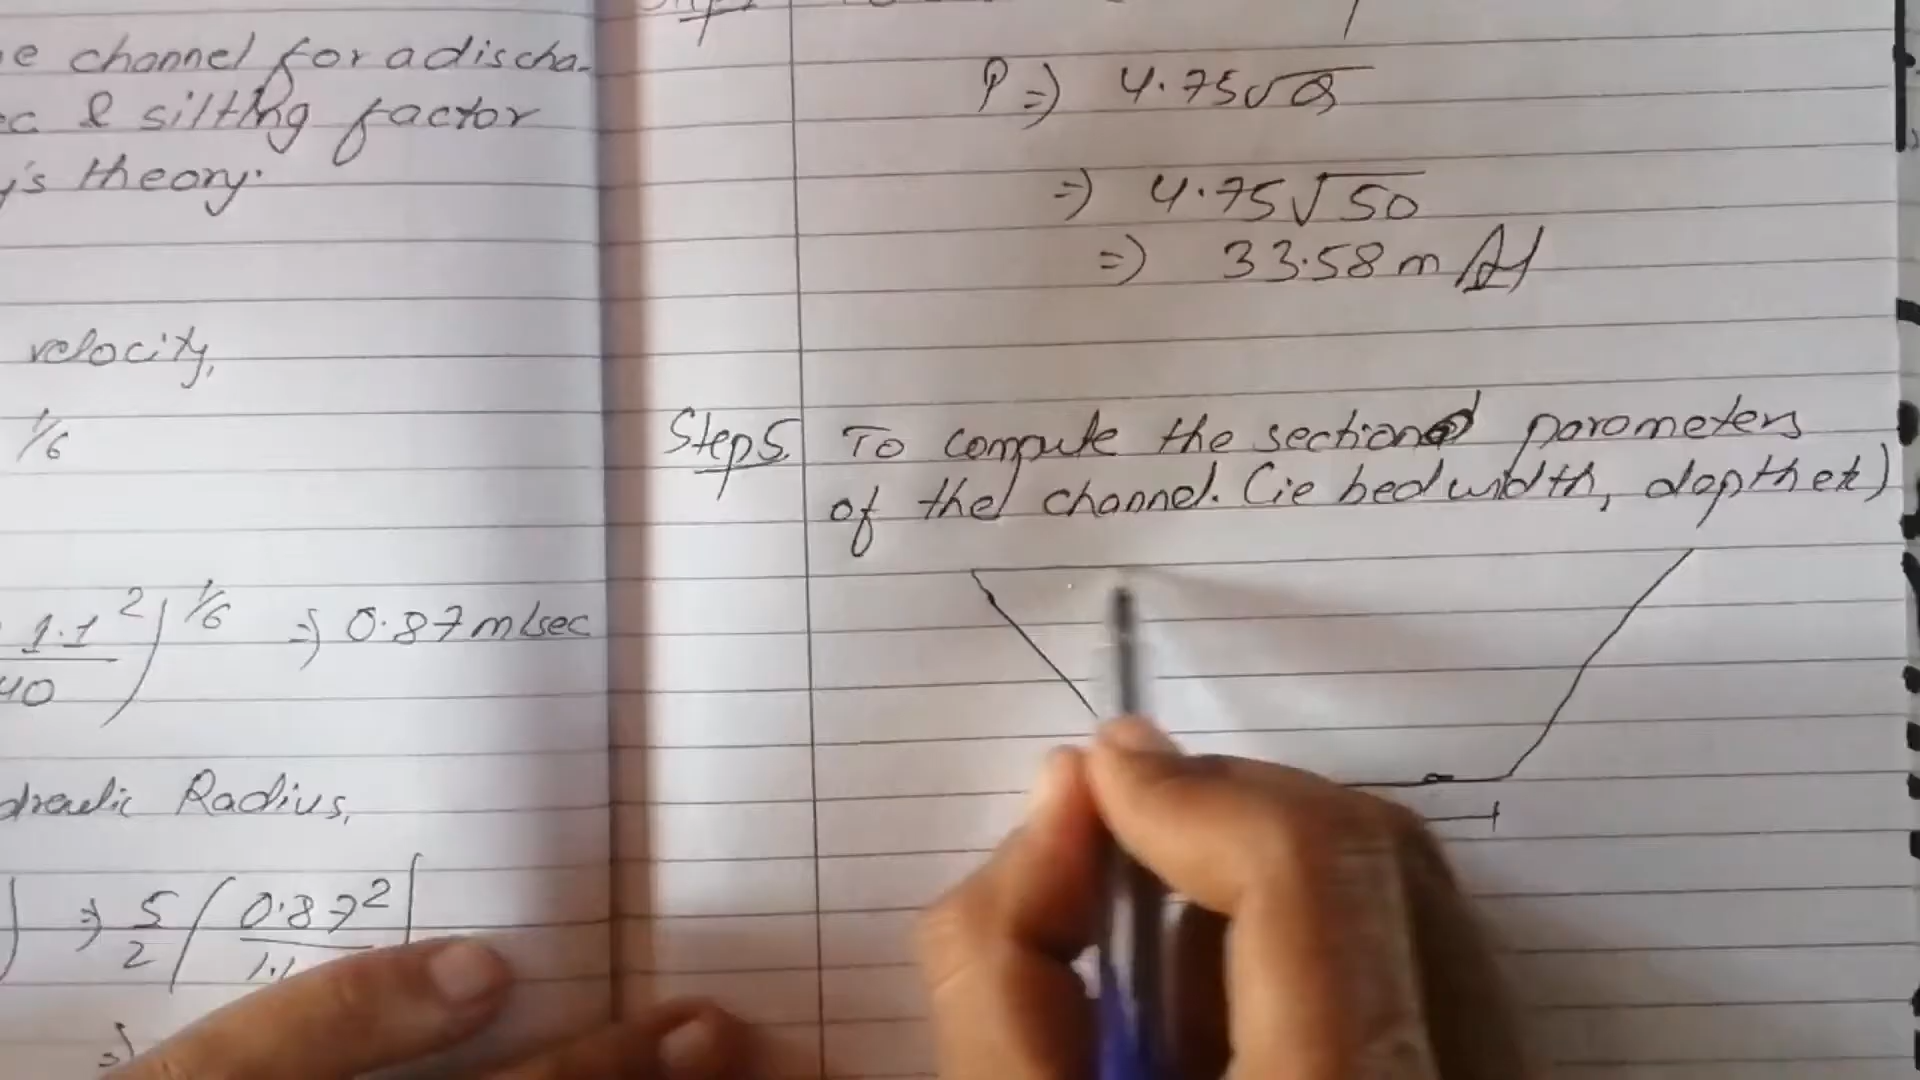 e channel for a discha
& silting factor
's theory.
velocity,
1/6
1.1 2) 1/6 => 0.87 m/sec
40
Radius,
) => 5/2 ( 0.87 2 / 1.1
=>
P => 4.75√Q
=> 4.75√50
=> 33.58 m
Step 5. To compute the sectional parameters
of the channel. (ie bed width, depth etc)